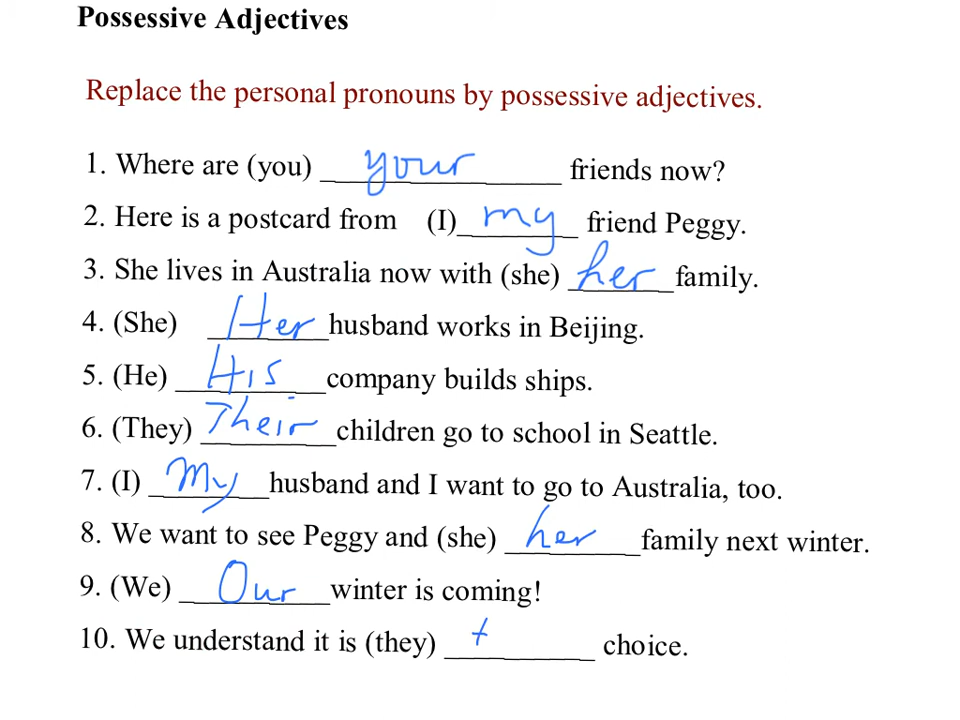 Possessive Adjectives
Replace the personal pronouns by possessive adjectives.
1. Where are (you) your friends now?
2. Here is a postcard from (I) my friend Peggy.
3. She lives in Australia now with (she) her family.
4. (She) Her husband works in Beijing.
5. (He) His company builds ships.
6. (They) Their children go to school in Seattle.
7. (I) My husband and I want to go to Australia, too.
8. We want to see Peggy and (she) her family next winter.
9. (We) Our winter is coming!
10. We understand it is (they) t choice.